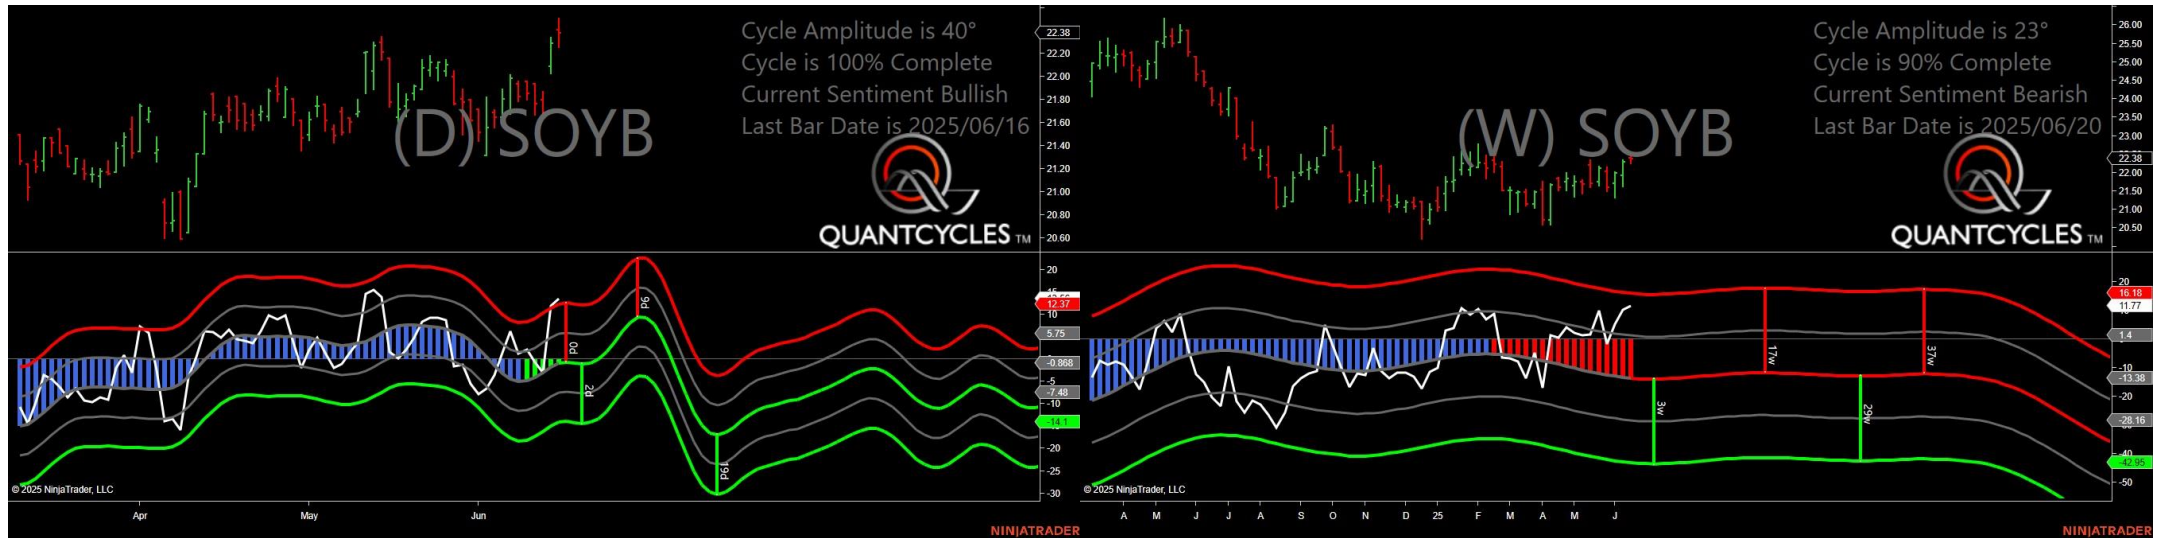 Cycle Amplitude is 40°
Cycle is 100% Complete
Current Sentiment Bullish
Last Bar Date is 2025/06/16
(D) SOYB
QUANTCYCLES TM
22.38
22.20
22.00
21.80
21.60
21.40
21.20
21.00
20.80
20.60
20
12.37
10
5.75
-0.868
-5
-7.48
-10
-14.1
-20
-25
-30
0d
2d
9d
19d
© 2025 NinjaTrader, LLC
Apr
May
Jun
NINJATRADER
Cycle Amplitude is 23°
Cycle is 90% Complete
Current Sentiment Bearish
Last Bar Date is 2025/06/20
(W) SOYB
QUANTCYCLES TM
26.00
25.50
25.00
24.50
24.00
23.50
23.00
22.38
22.00
21.50
21.00
20.50
20
16.18
11.77
1.4
-10
-13.38
-20
-28.16
-40
-42.95
-50
3w
17w
29w
37w
© 2025 NinjaTrader, LLC
A M J J A S O N D 25 F M A M J
NINJATRADER